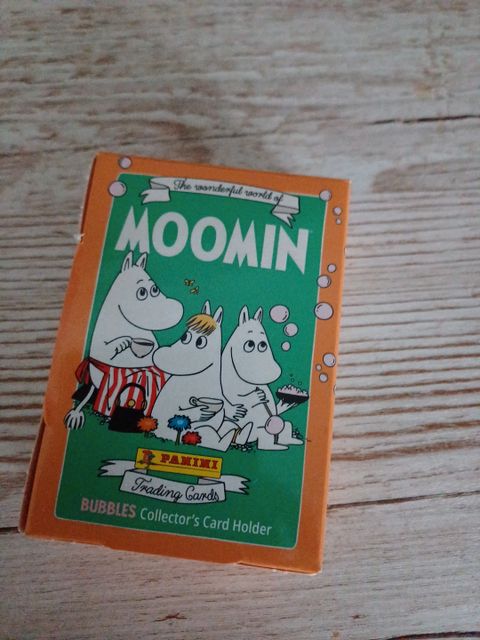 The wonderful world of
MOOMIN
PANINI
Trading Cards
BUBBLES Collector's Card Holder